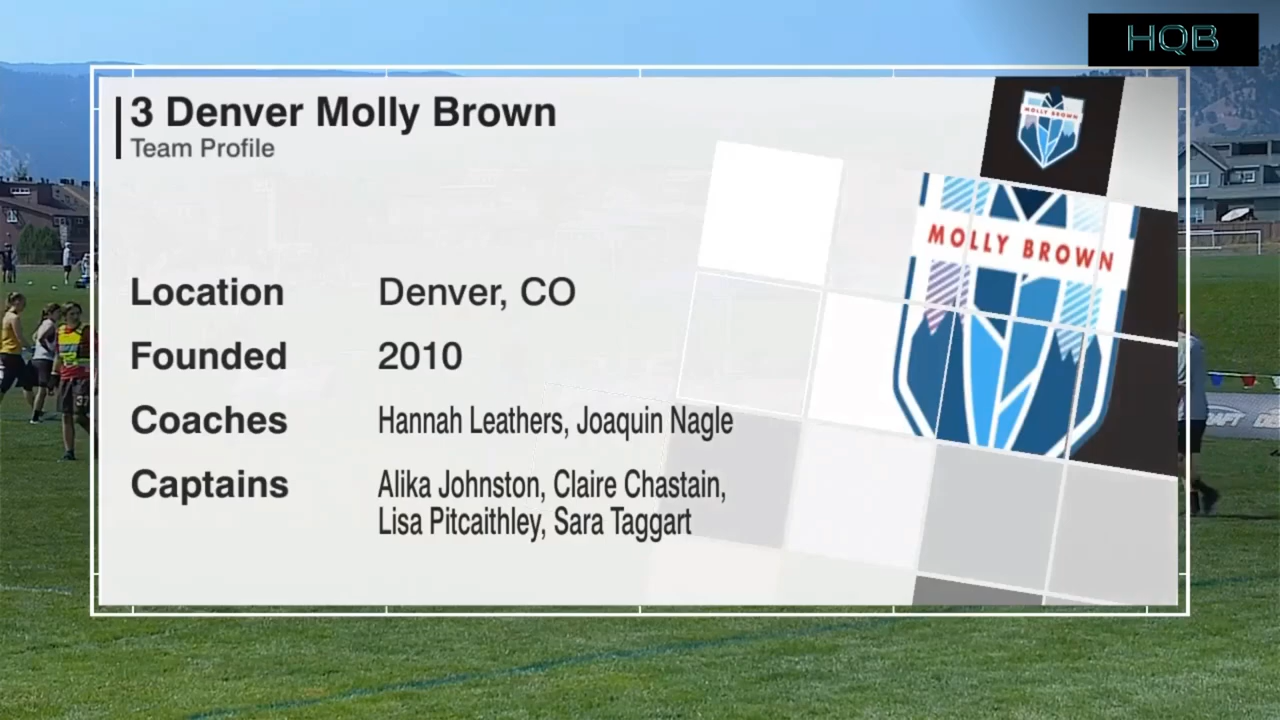 HQB
3 Denver Molly Brown
Team Profile
MOLLY BROWN
MOLLY BROWN
Location Denver, CO
Founded 2010
Coaches Hannah Leathers, Joaquin Nagle
Captains Alika Johnston, Claire Chastain,
Lisa Pitcaithley, Sara Taggart
37